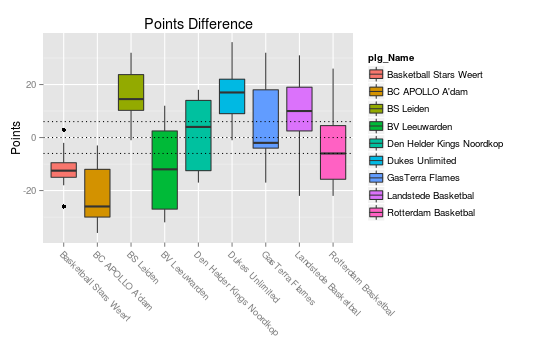 Points Difference
Points
20
0
-20
Basketball Stars Weert
BC APOLLO A'dam
BS Leiden
BV Leeuwarden
Den Helder Kings Noordkop
Dukes Unlimited
GasTerra Flames
Landstede Basketbal
Rotterdam Basketbal
plg_Name
Basketball Stars Weert
BC APOLLO A'dam
BS Leiden
BV Leeuwarden
Den Helder Kings Noordkop
Dukes Unlimited
GasTerra Flames
Landstede Basketbal
Rotterdam Basketbal